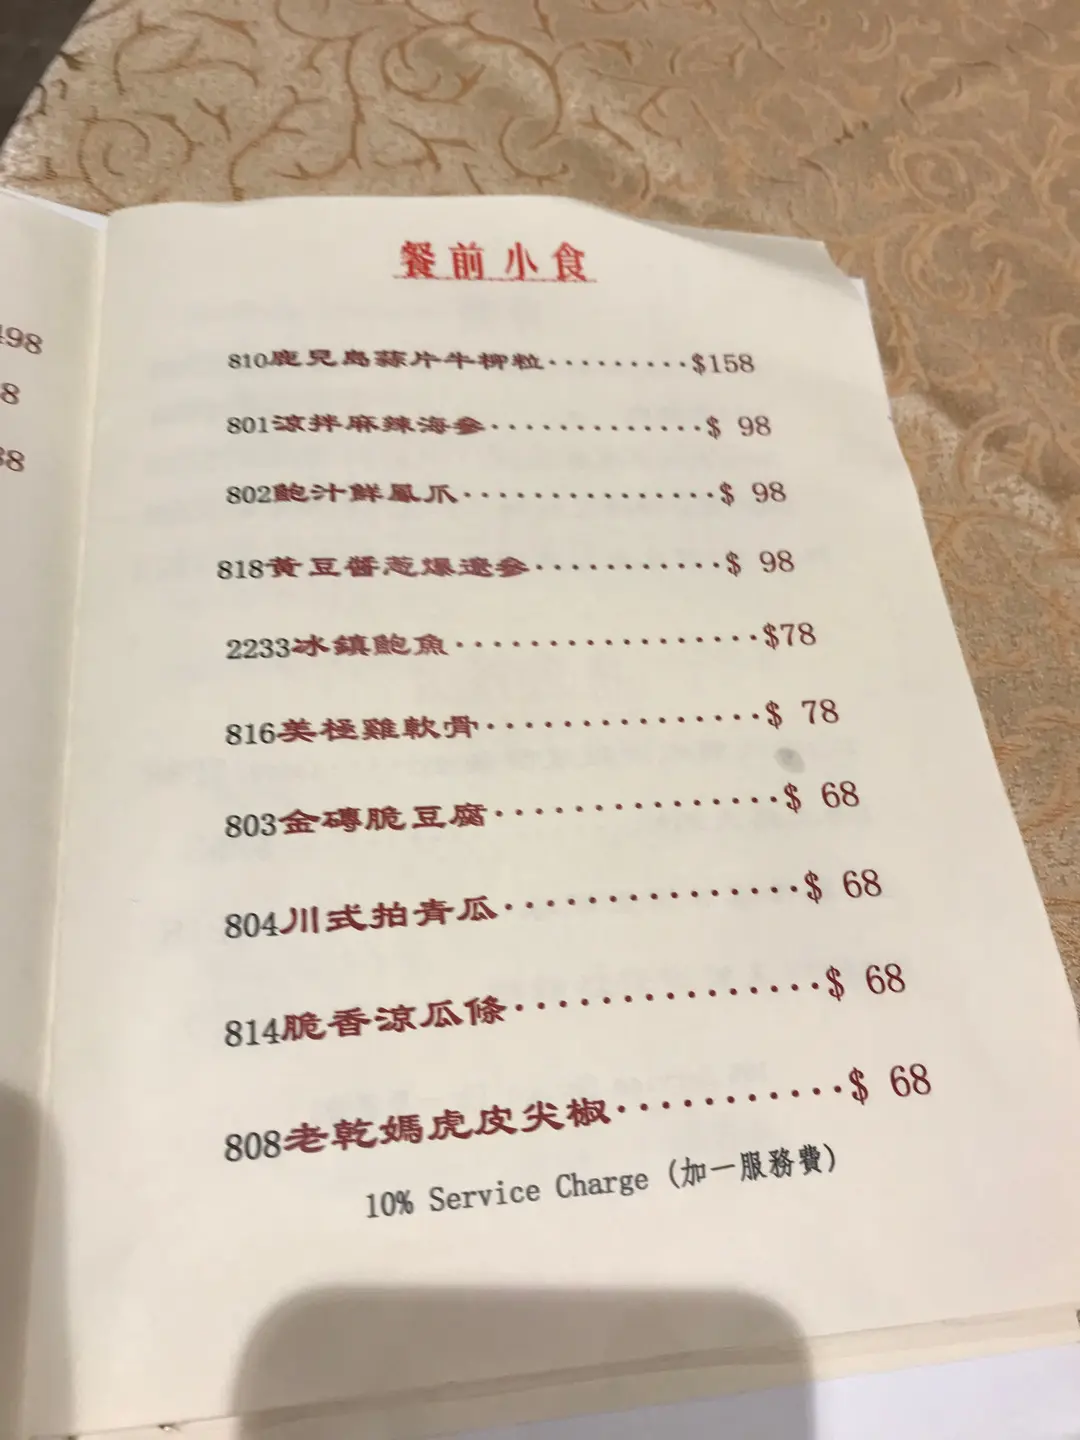 餐前小食
498
8
38
810鹿兒島蒜片牛柳粒·········$158
801涼拌麻辣海參·············$ 98
802鮑汁鮮鳳爪···············$ 98
818黃豆醬蔥爆遼參···········$ 98
2233冰鎮鮑魚·················$78
816美極雞軟骨···············$ 78
803金磚脆豆腐···············$ 68
804川式拍青瓜···············$ 68
814脆香涼瓜條···············$ 68
808老乾媽虎皮尖椒···········$ 68
10% Service Charge (加一服務費)